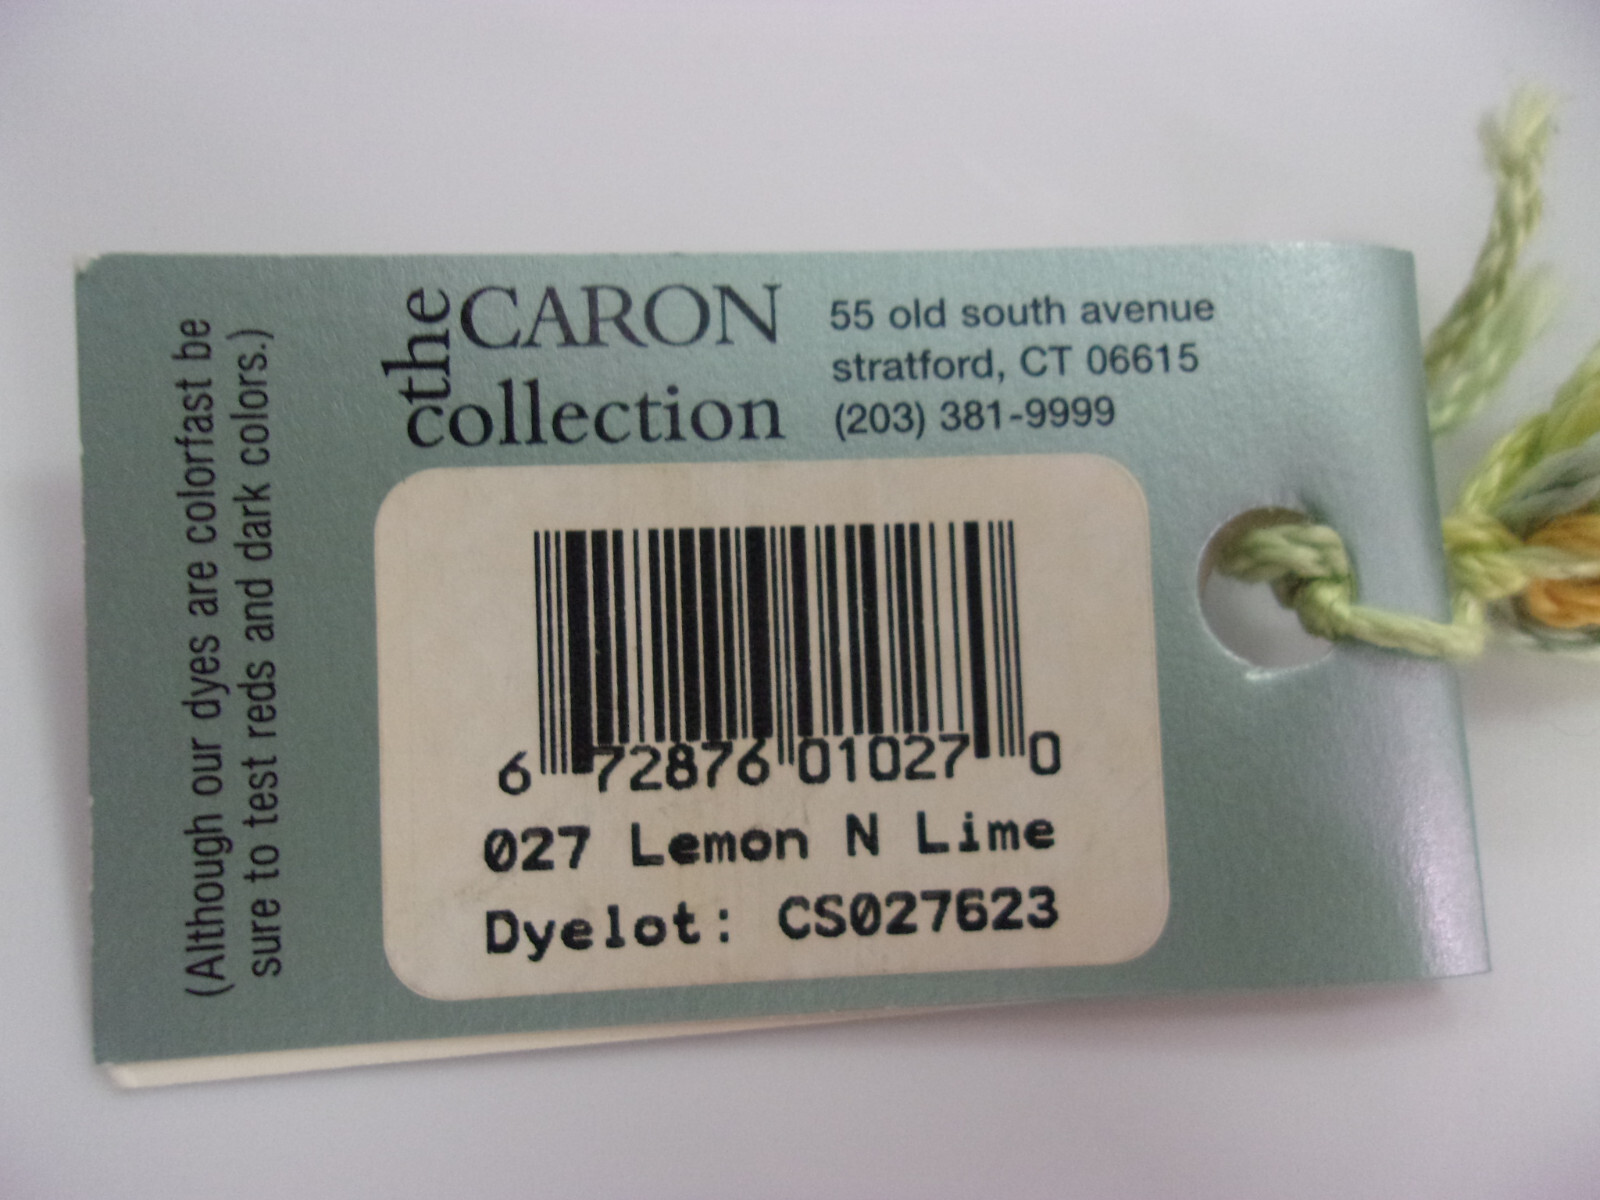 the CARON
collection
55 old south avenue
stratford, CT 06615
(203) 381-9999
6 72876 01027 0
027 Lemon N Lime
Dyelot: CS027623
(Although our dyes are colorfast be
sure to test reds and dark colors.)